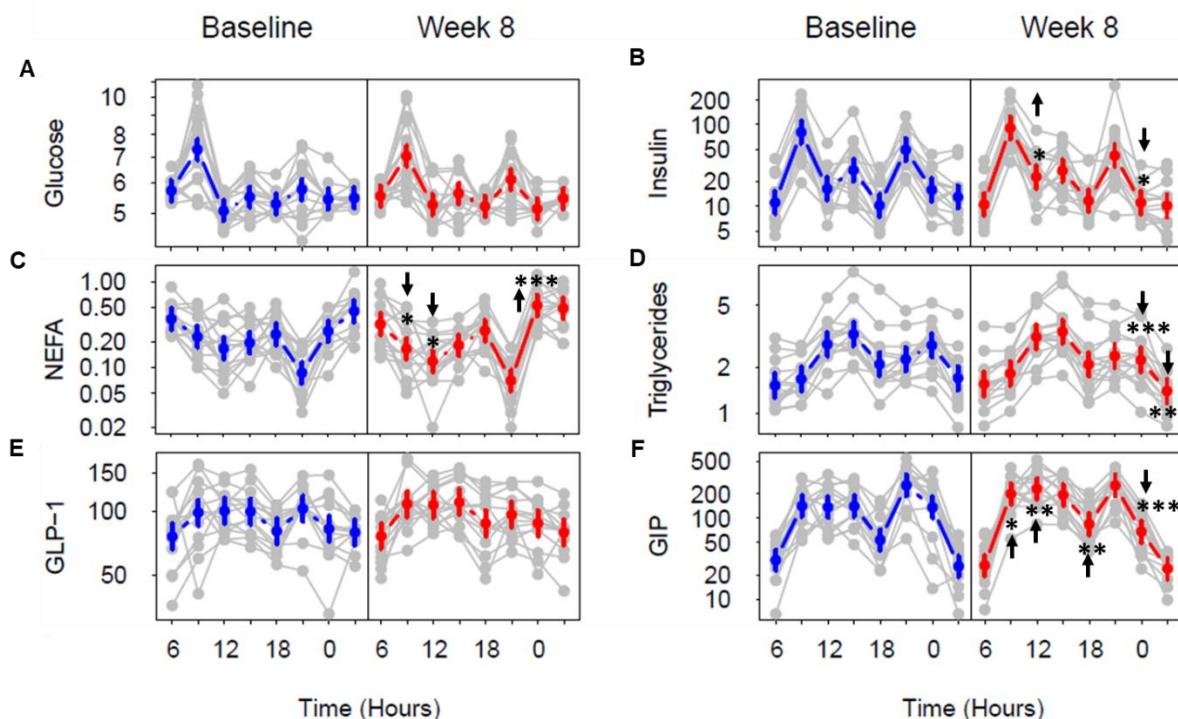 Baseline Week 8 Baseline Week 8
A
Glucose
10
8
7
6
5
B
Insulin
200
100
50
20
10
5
*
*
C
NEFA
1.00
0.50
0.20
0.10
0.05
0.02
*
*
***
D
Triglycerides
5
2
1
***
**
E
GLP-1
150
100
50
F
GIP
500
200
100
50
20
10
*
**
**
***
6 12 18 0 6 12 18 0 6 12 18 0 6 12 18 0
Time (Hours) Time (Hours)